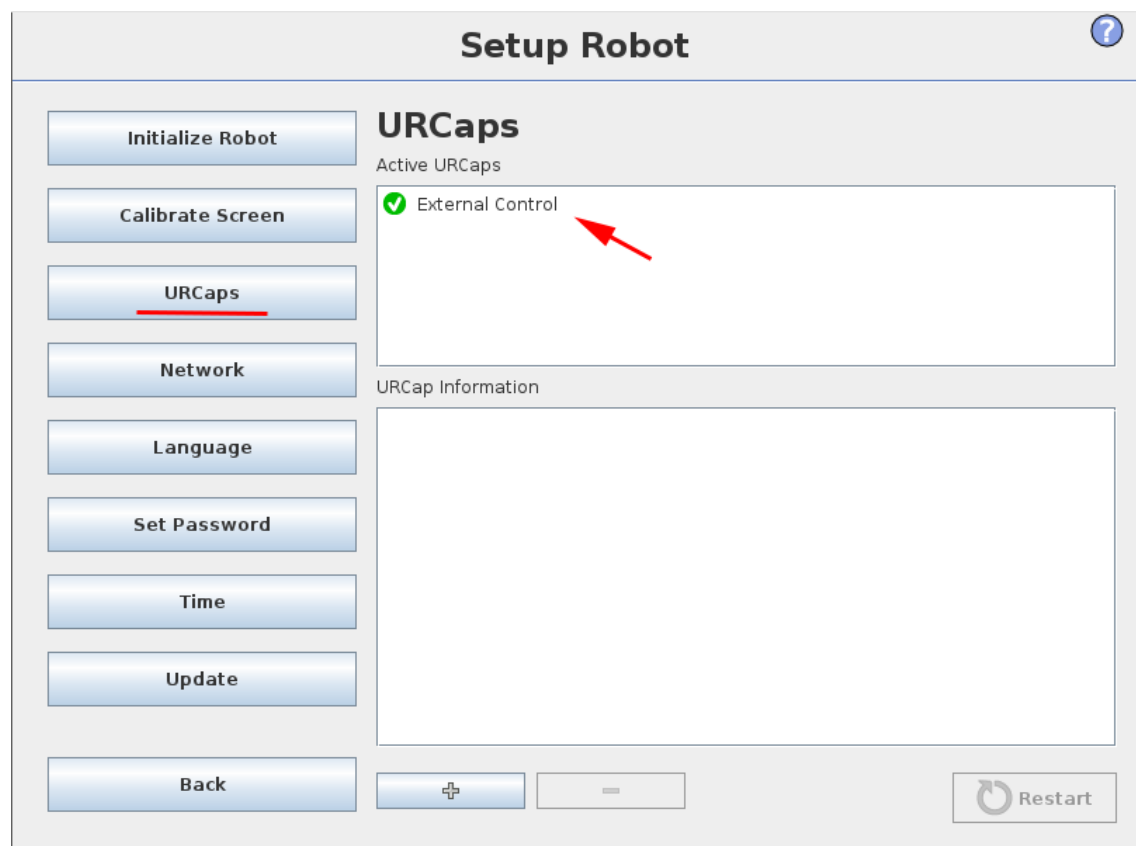 Setup Robot
?
Initialize Robot
Calibrate Screen
URCaps
Network
Language
Set Password
Time
Update
Back
URCaps
Active URCaps
External Control
URCap Information
Restart